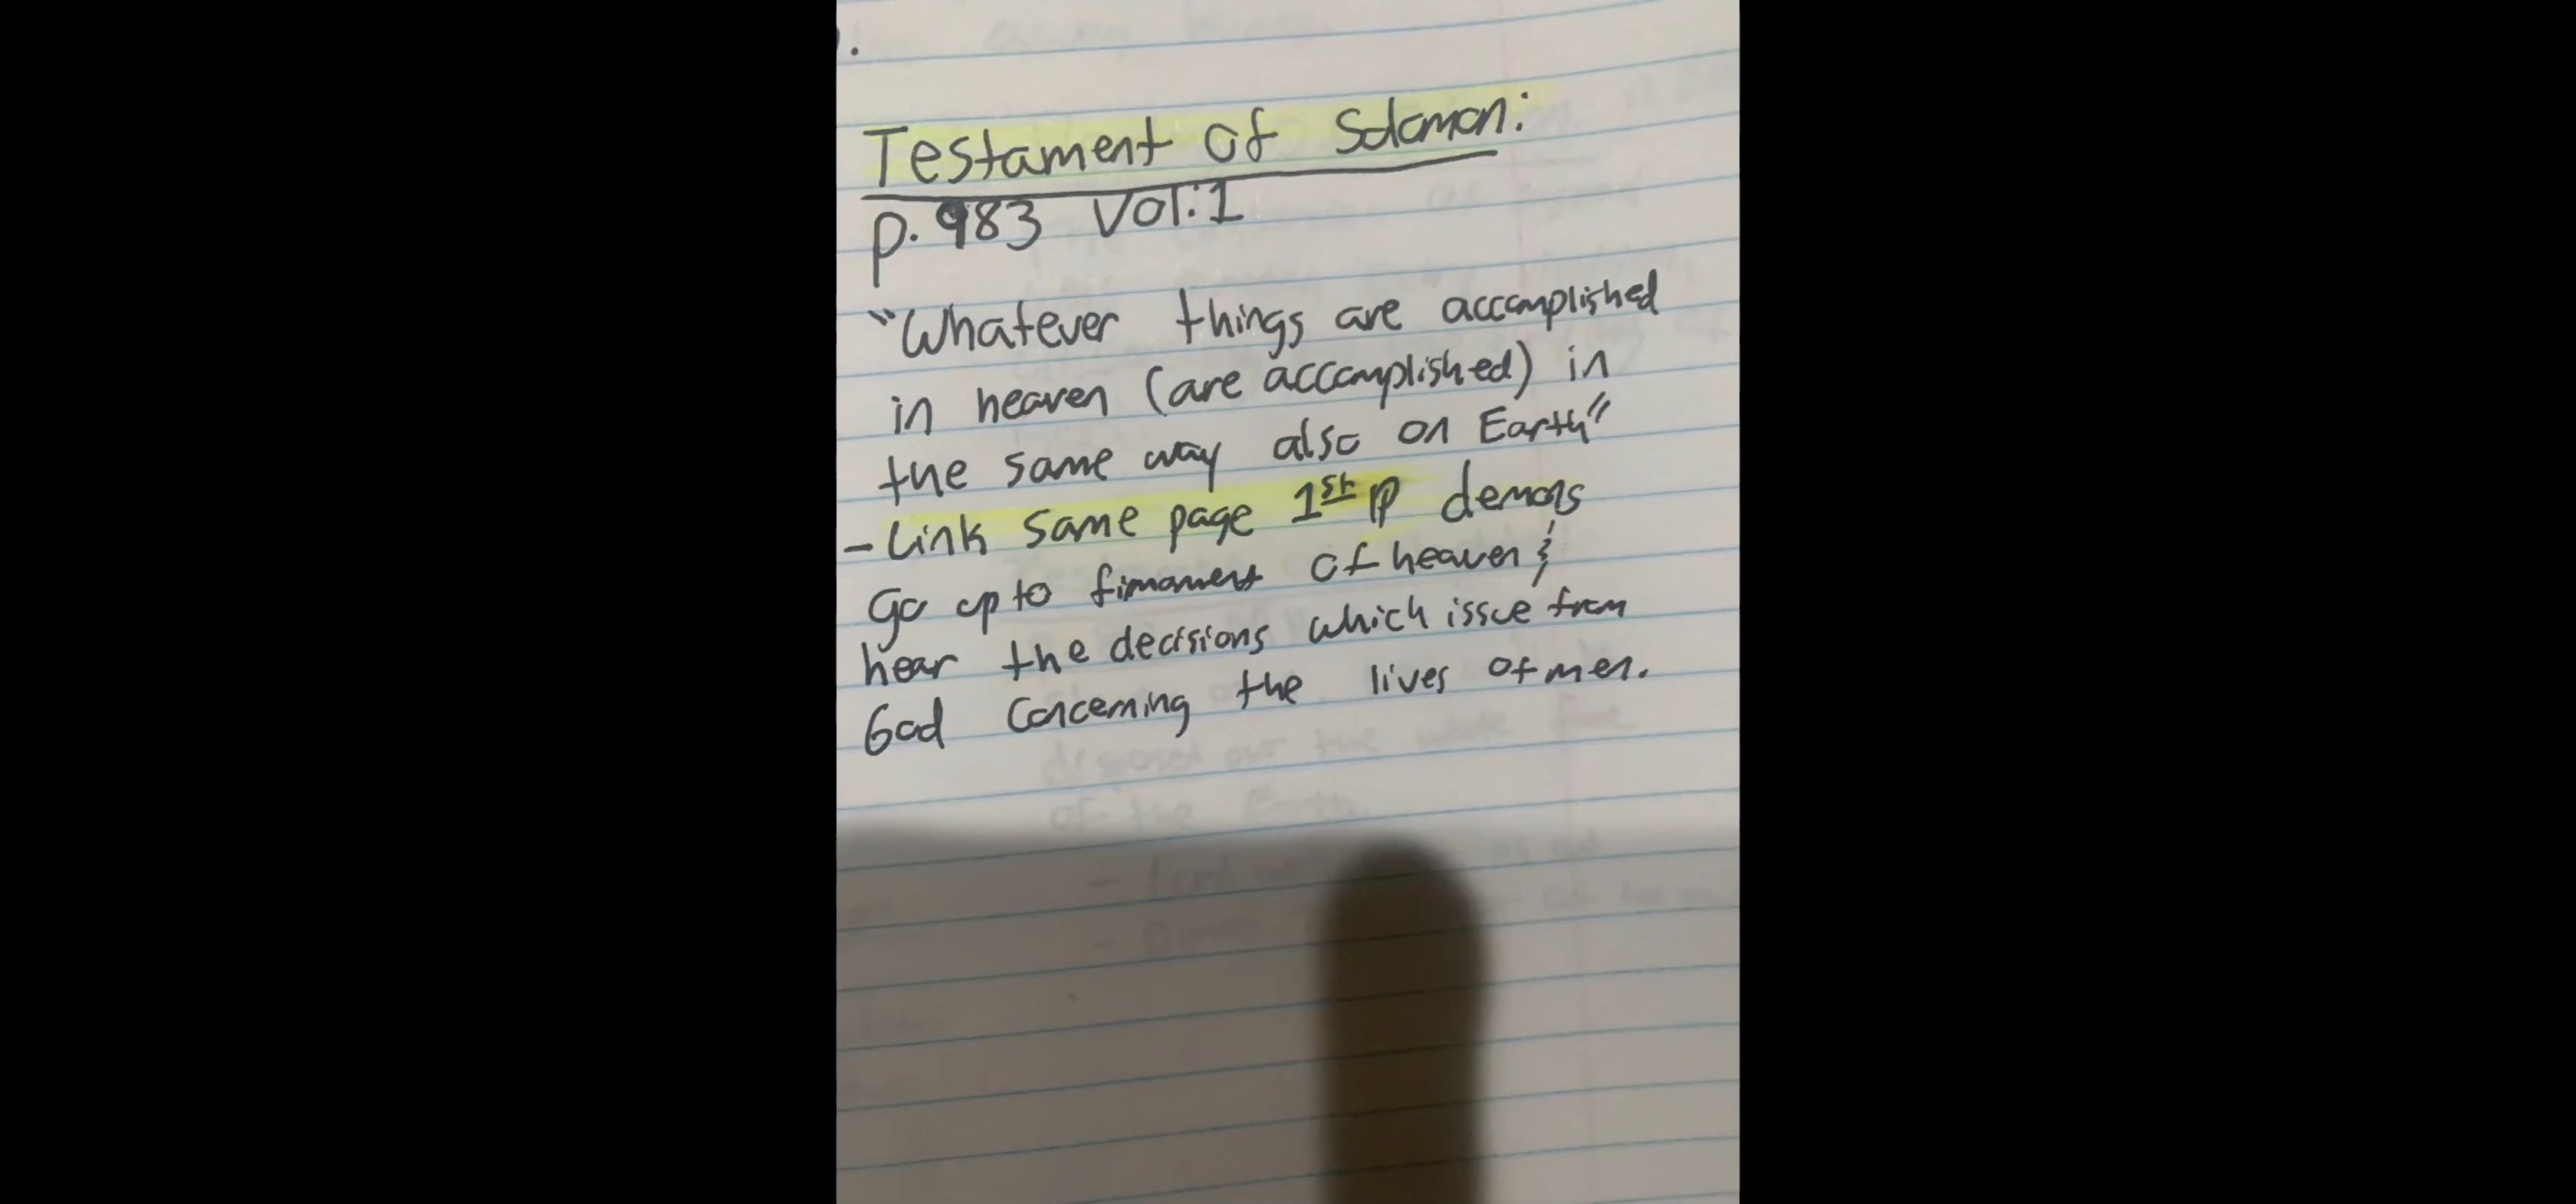 Testament of Solomon:
p. 983 Vol:1
"Whatever things are accomplished
in heaven (are accomplished) in
the same way also on Earth"
- Link same page 1st p demons
Go up to fimament of heaven &
hear the decisions which issue from
God concerning the lives of men.